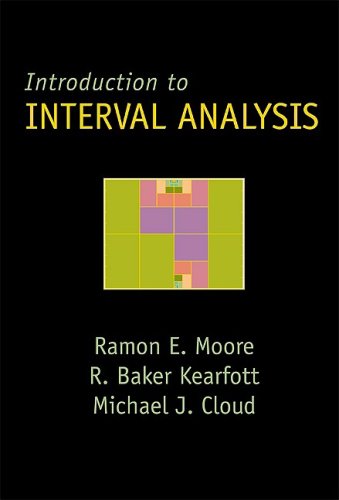 Introduction to
INTERVAL ANALYSIS
Ramon E. Moore
R. Baker Kearfott
Michael J. Cloud